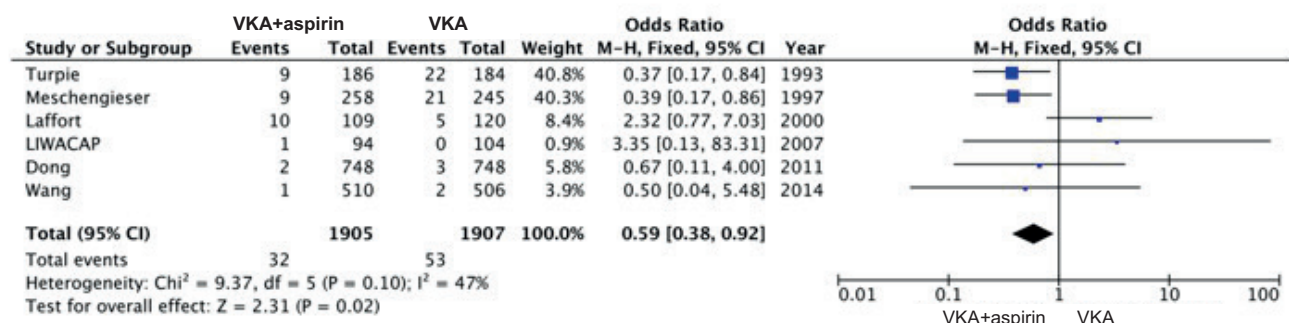 VKA+aspirin VKA Odds Ratio Odds Ratio
Study or Subgroup Events Total Events Total Weight M-H, Fixed, 95% CI Year M-H, Fixed, 95% CI
Turpie 9 186 22 184 40.8% 0.37 [0.17, 0.84] 1993
Meschengieser 9 258 21 245 40.3% 0.39 [0.17, 0.86] 1997
Laffort 10 109 5 120 8.4% 2.32 [0.77, 7.03] 2000
LIWACAP 1 94 0 104 0.9% 3.35 [0.13, 83.31] 2007
Dong 2 748 3 748 5.8% 0.67 [0.11, 4.00] 2011
Wang 1 510 2 506 3.9% 0.50 [0.04, 5.48] 2014
Total (95% CI) 1905 1907 100.0% 0.59 [0.38, 0.92]
Total events 32 53
Heterogeneity: Chi² = 9.37, df = 5 (P = 0.10); I² = 47%
Test for overall effect: Z = 2.31 (P = 0.02)
0.01 0.1 1 10 100
VKA+aspirin VKA